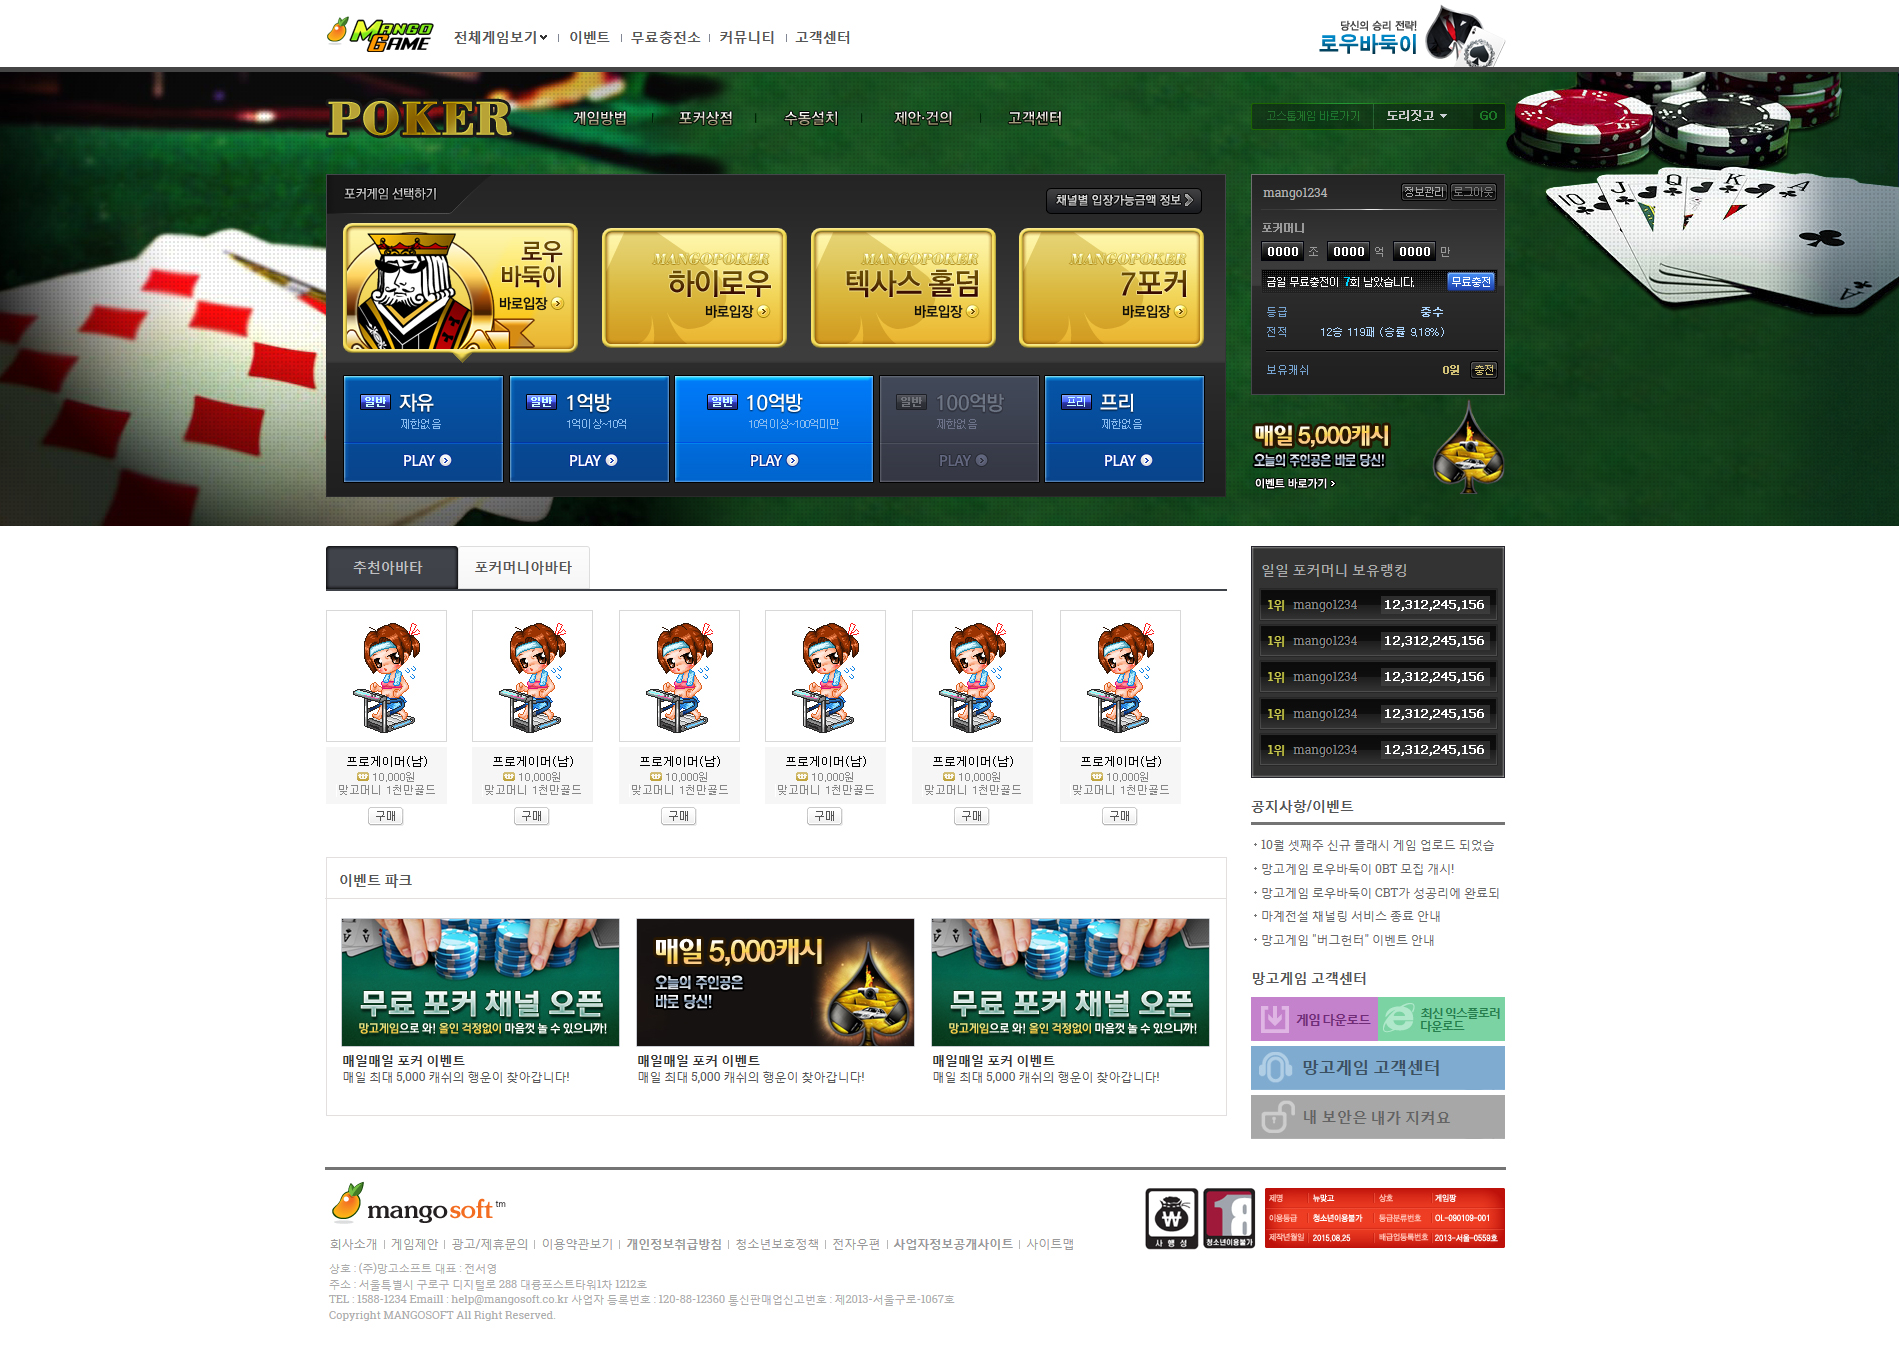 MANGO GAME
전체게임보기 이벤트 무료충전소 커뮤니티 고객센터
당신의 승리 전략!
로우바둑이
POKER
게임방법 포커상점 수동설치 제안·건의 고객센터
고스톱게임 바로가기 도리짓고 GO
포커게임 선택하기
채널별 입장가능금액 정보
로우
바둑이
바로입장
MANGOPOKER
하이로우
바로입장
MANGOPOKER
텍사스 홀덤
바로입장
MANGOPOKER
7포커
바로입장
일반 자유
제한없음
PLAY
일반 1억방
1억이상~10억
PLAY
일반 10억방
10억이상~100억미만
PLAY
일반 100억방
제한없음
PLAY
프리 프리
제한없음
PLAY
mango1234 정보관리 로그아웃
포커머니
0000 조 0000 억 0000 만
금일 무료충전이 7회 남았습니다. 무료충전
등급 중수
전적 12승 119패 (승률 9.18%)
보유캐쉬 0원 충전
매일 5,000캐시
오늘의 주인공은 바로 당신!
이벤트 바로가기
10 J Q K A
추천아바타 포커머니아바타
프로게이머(남)
10,000원
맞고머니 1천만골드
구매
프로게이머(남)
10,000원
맞고머니 1천만골드
구매
프로게이머(남)
10,000원
맞고머니 1천만골드
구매
프로게이머(남)
10,000원
맞고머니 1천만골드
구매
프로게이머(남)
10,000원
맞고머니 1천만골드
구매
프로게이머(남)
10,000원
맞고머니 1천만골드
구매
일일 포커머니 보유랭킹
1위 mango1234 12,312,245,156
1위 mango1234 12,312,245,156
1위 mango1234 12,312,245,156
1위 mango1234 12,312,245,156
1위 mango1234 12,312,245,156
공지사항/이벤트
10월 셋째주 신규 플래시 게임 업로드 되었습
망고게임 로우바둑이 0BT 모집 개시!
망고게임 로우바둑이 CBT가 성공리에 완료되
마계전설 채널링 서비스 종료 안내
망고게임 "버그헌터" 이벤트 안내
이벤트 파크
무료 포커 채널 오픈
망고게임으로 와! 올인 걱정없이 마음껏 놀 수 있으니까!
매일매일 포커 이벤트
매일 최대 5,000 캐쉬의 행운이 찾아갑니다!
매일 5,000캐시
오늘의 주인공은
바로 당신!
매일매일 포커 이벤트
매일 최대 5,000 캐쉬의 행운이 찾아갑니다!
무료 포커 채널 오픈
망고게임으로 와! 올인 걱정없이 마음껏 놀 수 있으니까!
매일매일 포커 이벤트
매일 최대 5,000 캐쉬의 행운이 찾아갑니다!
망고게임 고객센터
게임 다운로드
최신 익스플로러
다운로드
망고게임 고객센터
내 보안은 내가 지켜요
mangosoft tm
회사소개 게임제안 광고/제휴문의 이용약관보기 개인정보취급방침 청소년보호정책 전자우편 사업자정보공개사이트 사이트맵
상호 : (주)망고소프트 대표 : 전서영
주소 : 서울특별시 구로구 디지털로 288 대륭포스트타워1차 1212호
TEL : 1588-1234 Emaill : help@mangosoft.co.kr 사업자 등록번호 : 120-88-12360 통신판매업신고번호 : 제2013-서울구로-1067호
Copyright MANGOSOFT All Right Reserved.
사행성
18
청소년이용불가
제명 뉴맞고 상호 게임팡
이용등급 청소년이용불가 등급분류번호 OL-090109-001
제작년월일 2015.08.25 배급업등록번호 2013-서울-0559호